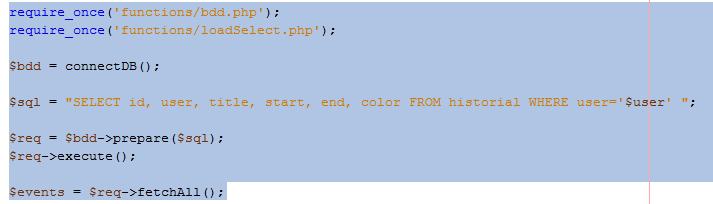 require_once('functions/bdd.php');
require_once('functions/loadSelect.php');
$bdd = connectDB();
$sql = "SELECT id, user, title, start, end, color FROM historial WHERE user='$user' ";
$req = $bdd->prepare($sql);
$req->execute();
$events = $req->fetchAll();